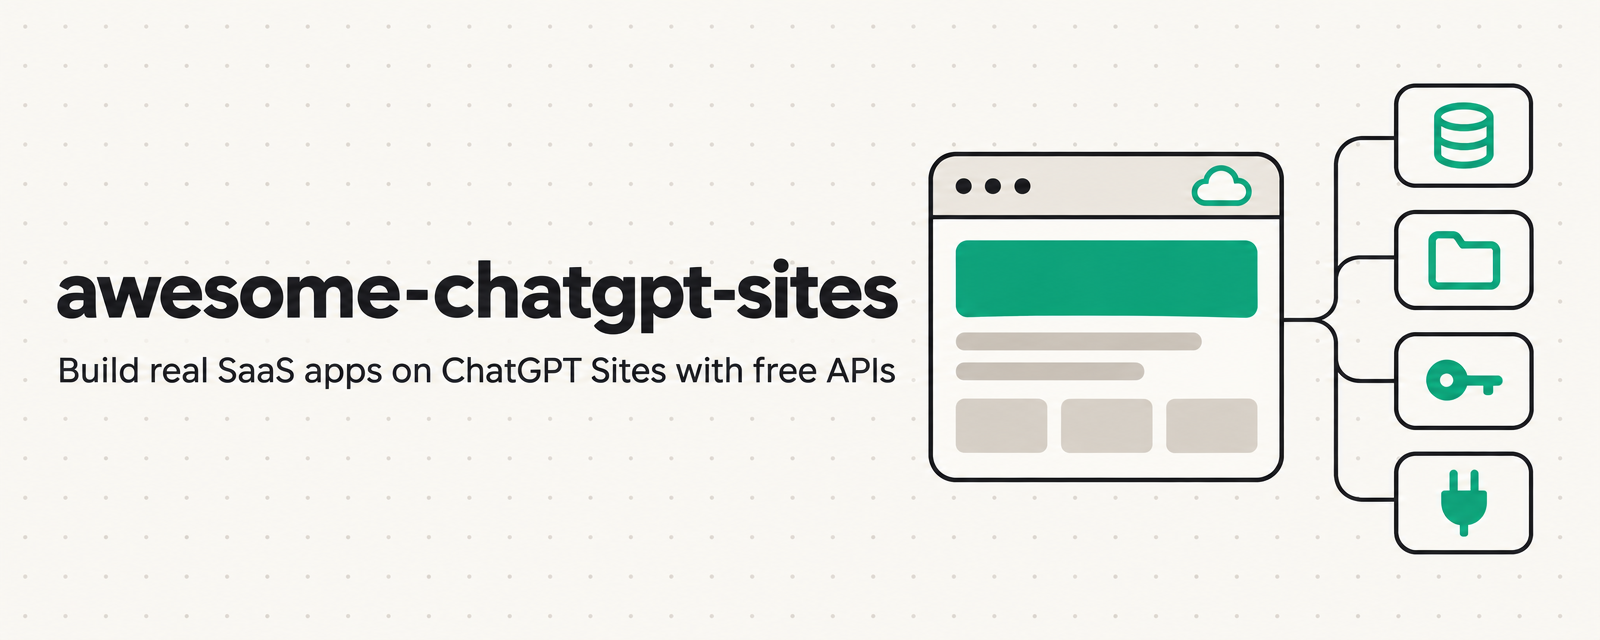 awesome-chatgpt-sites
Build real SaaS apps on ChatGPT Sites with free APIs